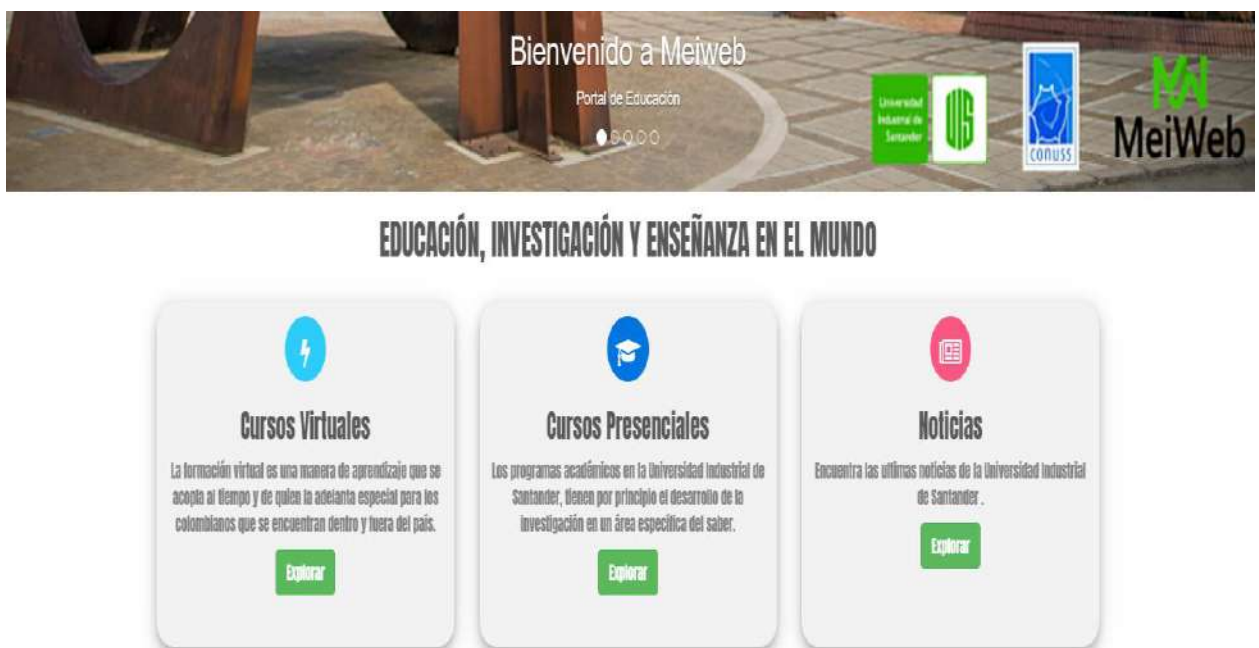 Bienvenido a Meiweb
Portal de Educación
Universidad
Industrial de
Santander
UIS
CONUSS
MeiWeb
EDUCACIÓN, INVESTIGACIÓN Y ENSEÑANZA EN EL MUNDO
Cursos Virtuales
La formación virtual es una manera de aprendizaje que se
acopla al tiempo y de quien la adelanta especial para los
colombianos que se encuentran dentro y fuera del país.
Explorar
Cursos Presenciales
Los programas académicos en la Universidad Industrial de
Santander, tienen por principio el desarrollo de la
investigación en un área específica del saber.
Explorar
Noticias
Encuentra las ultimas noticias de la Universidad Industrial
de Santander .
Explorar